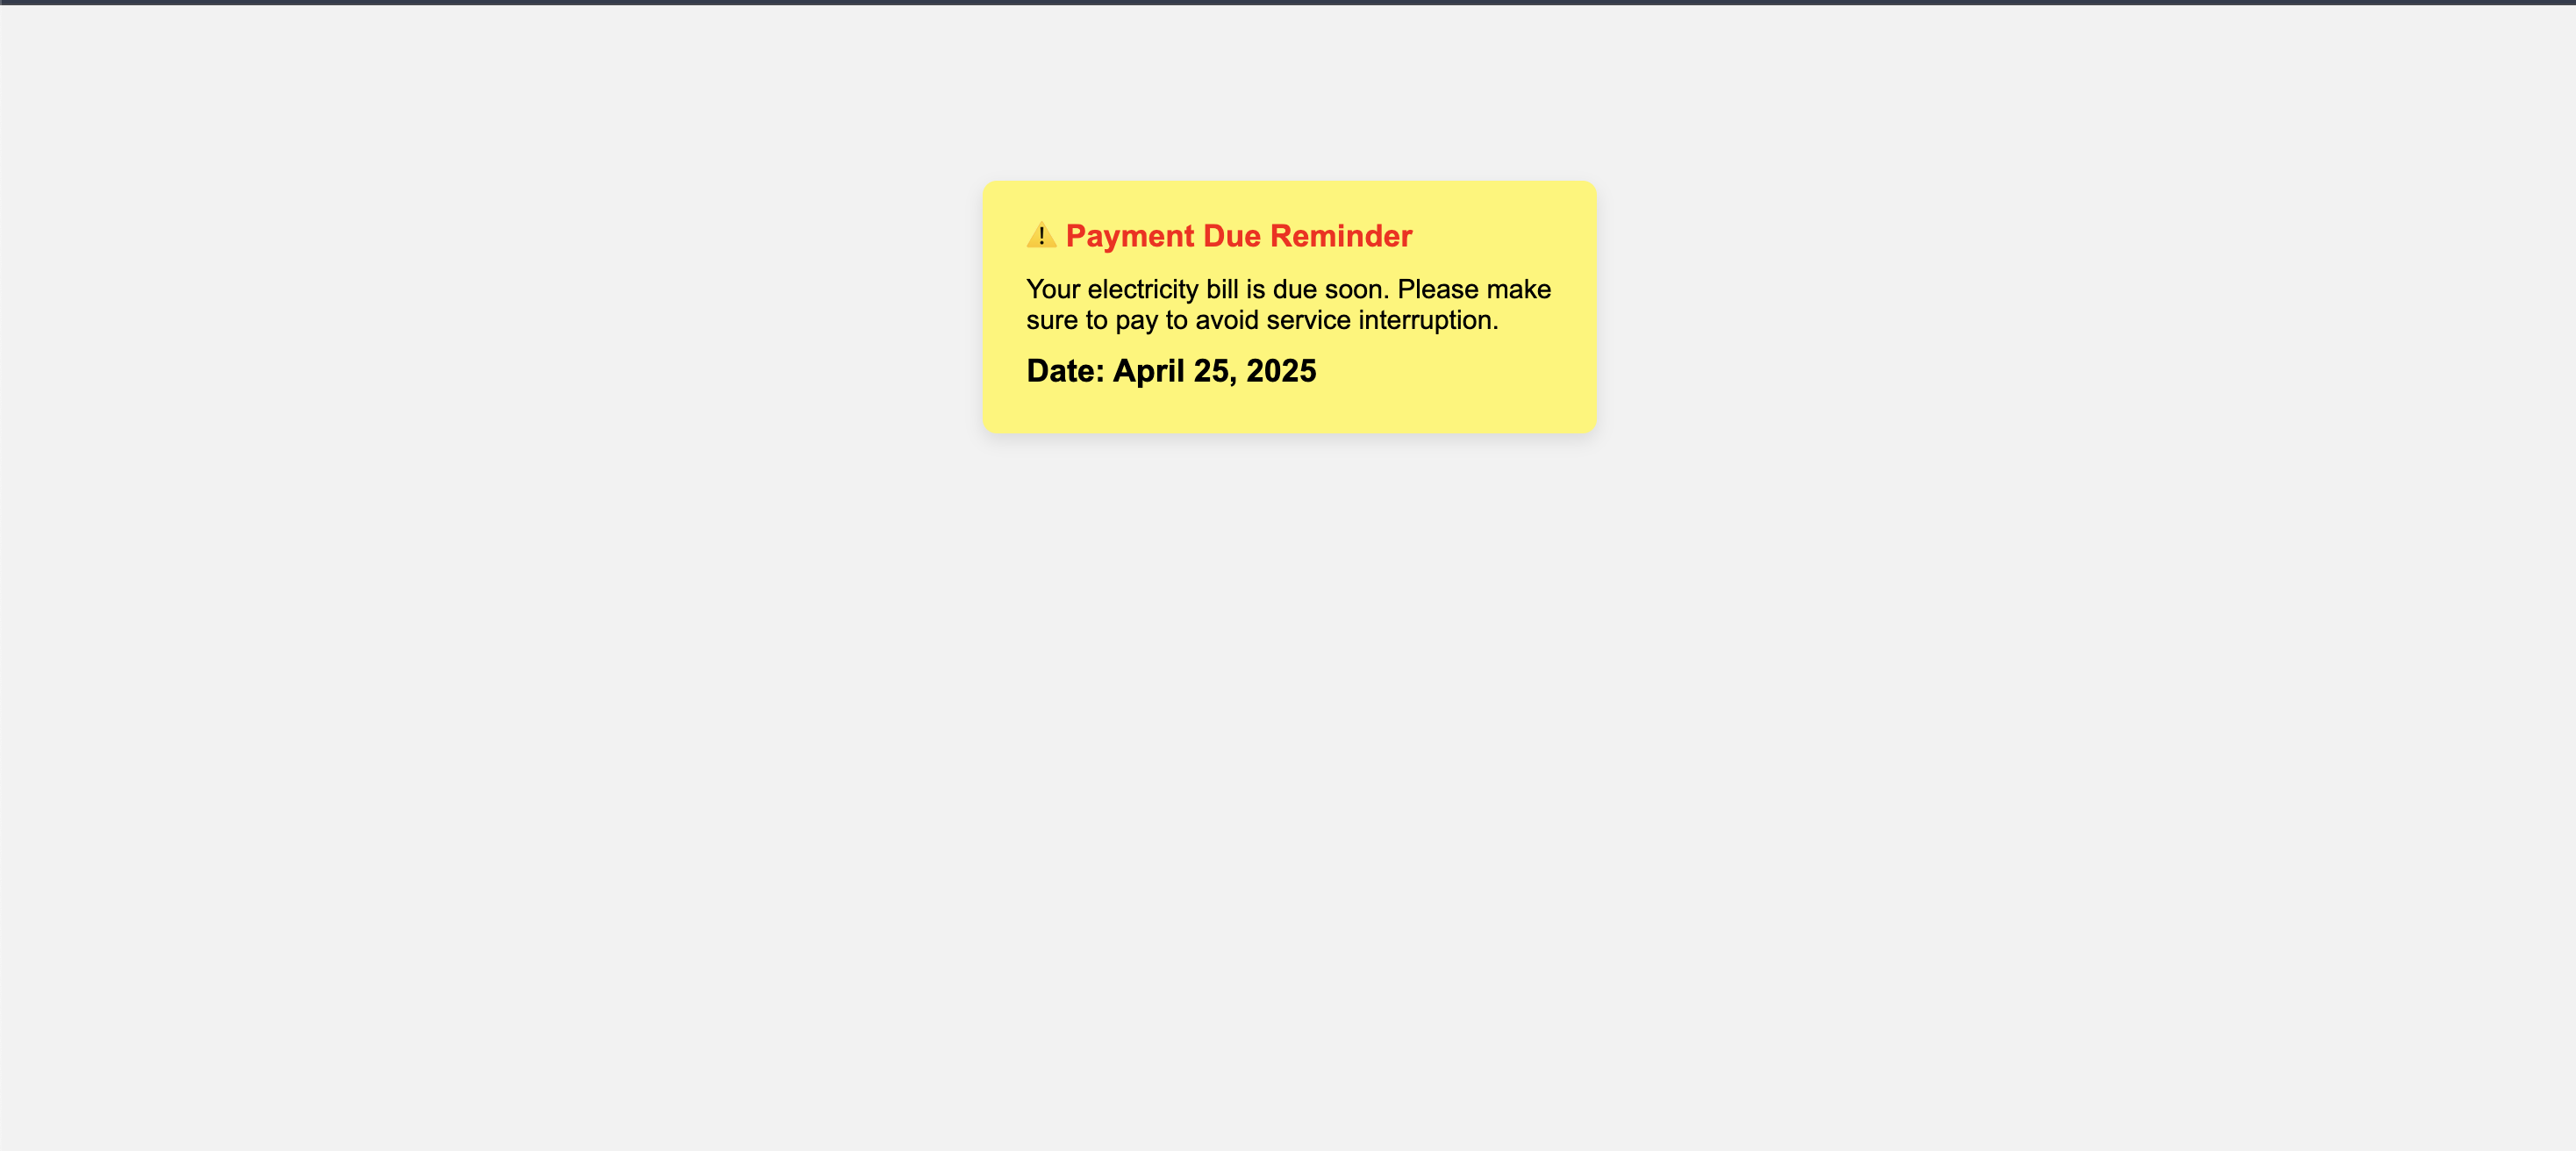 ⚠️ Payment Due Reminder
Your electricity bill is due soon. Please make
sure to pay to avoid service interruption.
Date: April 25, 2025